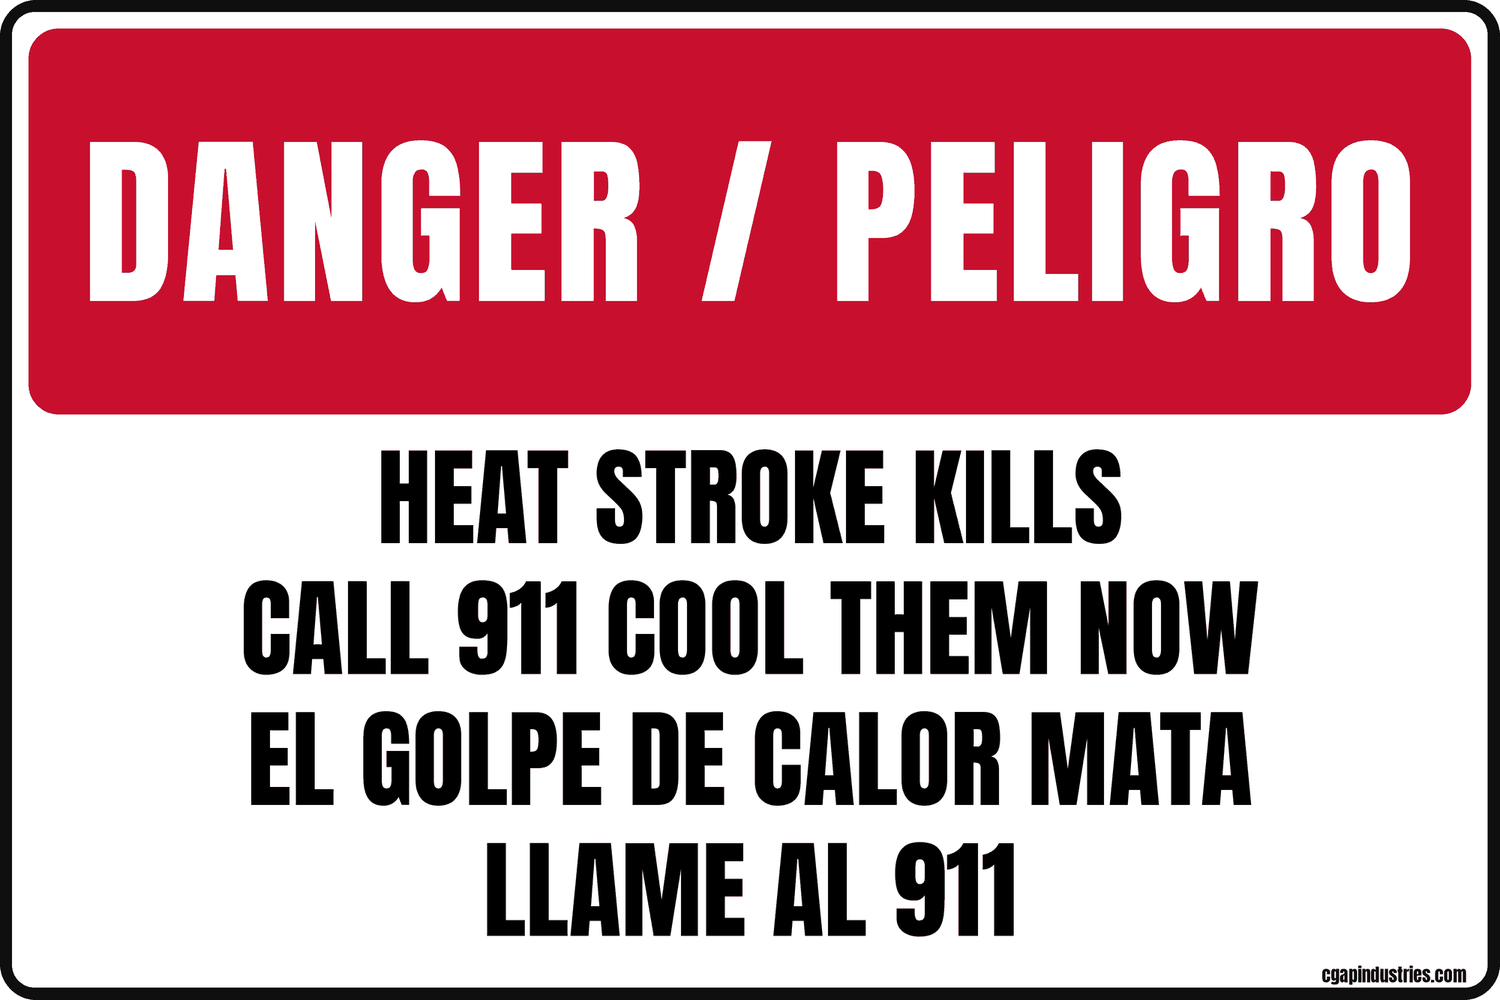 DANGER / PELIGRO
HEAT STROKE KILLS
CALL 911 COOL THEM NOW
EL GOLPE DE CALOR MATA
LLAME AL 911
cgapindustries.com